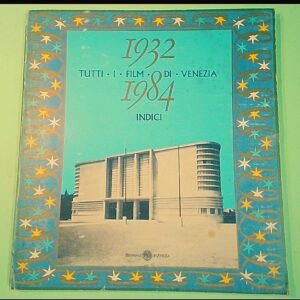 1932
TUTTI · I · FILM · DI · VENEZIA
1984
INDICI